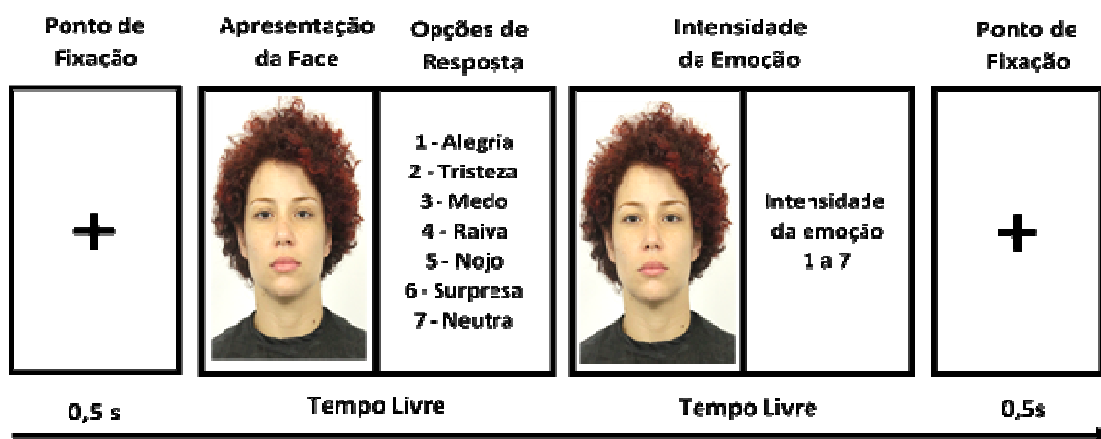 Ponto de
Fixação
Apresentação
da Face
Opções de
Resposta
Intensidade
da Emoção
Ponto de
Fixação
+
1 - Alegria
2 - Tristeza
3 - Medo
4 - Raiva
5 - Nojo
6 - Surpresa
7 - Neutra
Intensidade
da emoção
1 a 7
+
0,5 s
Tempo Livre
Tempo Livre
0,5s